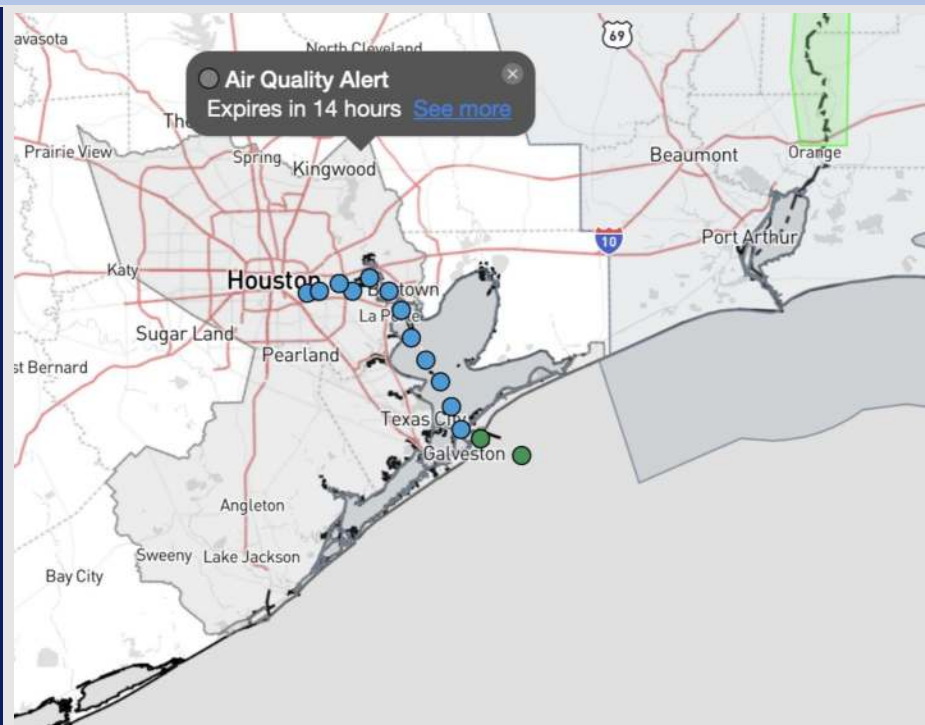 avasota
69
North Cleveland
Air Quality Alert
Expires in 14 hours See more
The
Prairie View
Spring
Kingwood
Beaumont
Orange
10
Port Arthur
Katy
Houston
La
Sugar Land
Pearland
st Bernard
Texas City
Galveston
Angleton
Sweeny
Lake Jackson
Bay City